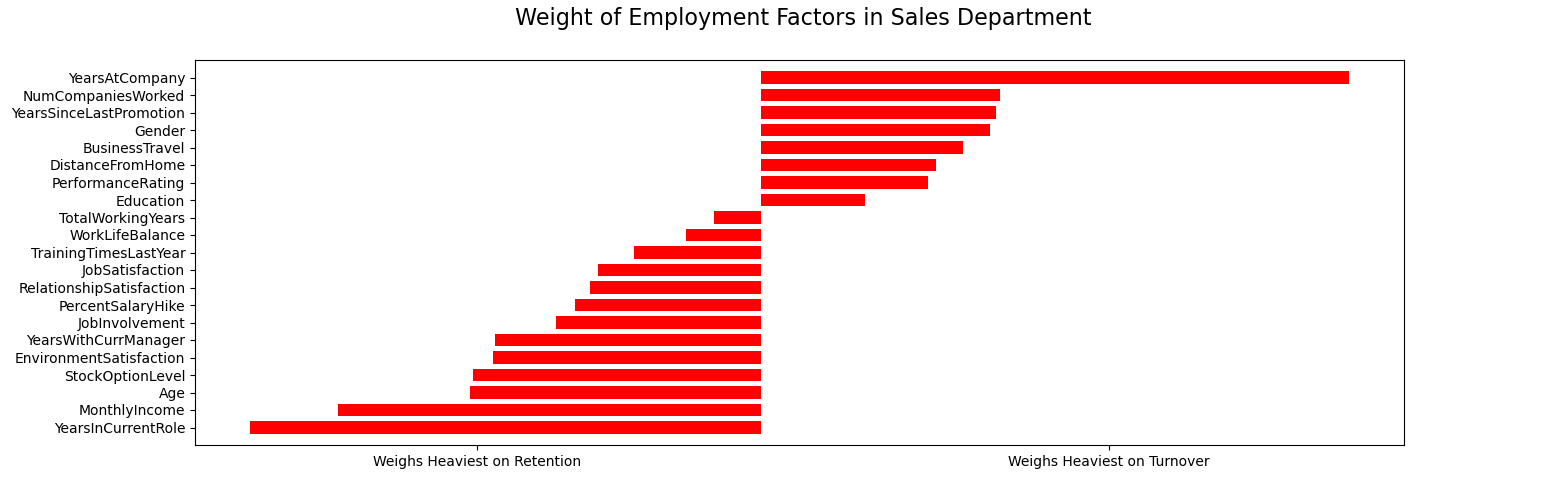 Weight of Employment Factors in Sales Department
YearsAtCompany
NumCompaniesWorked
YearsSinceLastPromotion
Gender
BusinessTravel
DistanceFromHome
PerformanceRating
Education
TotalWorkingYears
WorkLifeBalance
TrainingTimesLastYear
JobSatisfaction
RelationshipSatisfaction
PercentSalaryHike
JobInvolvement
YearsWithCurrManager
EnvironmentSatisfaction
StockOptionLevel
Age
MonthlyIncome
YearsInCurrentRole
Weighs Heaviest on Retention
Weighs Heaviest on Turnover